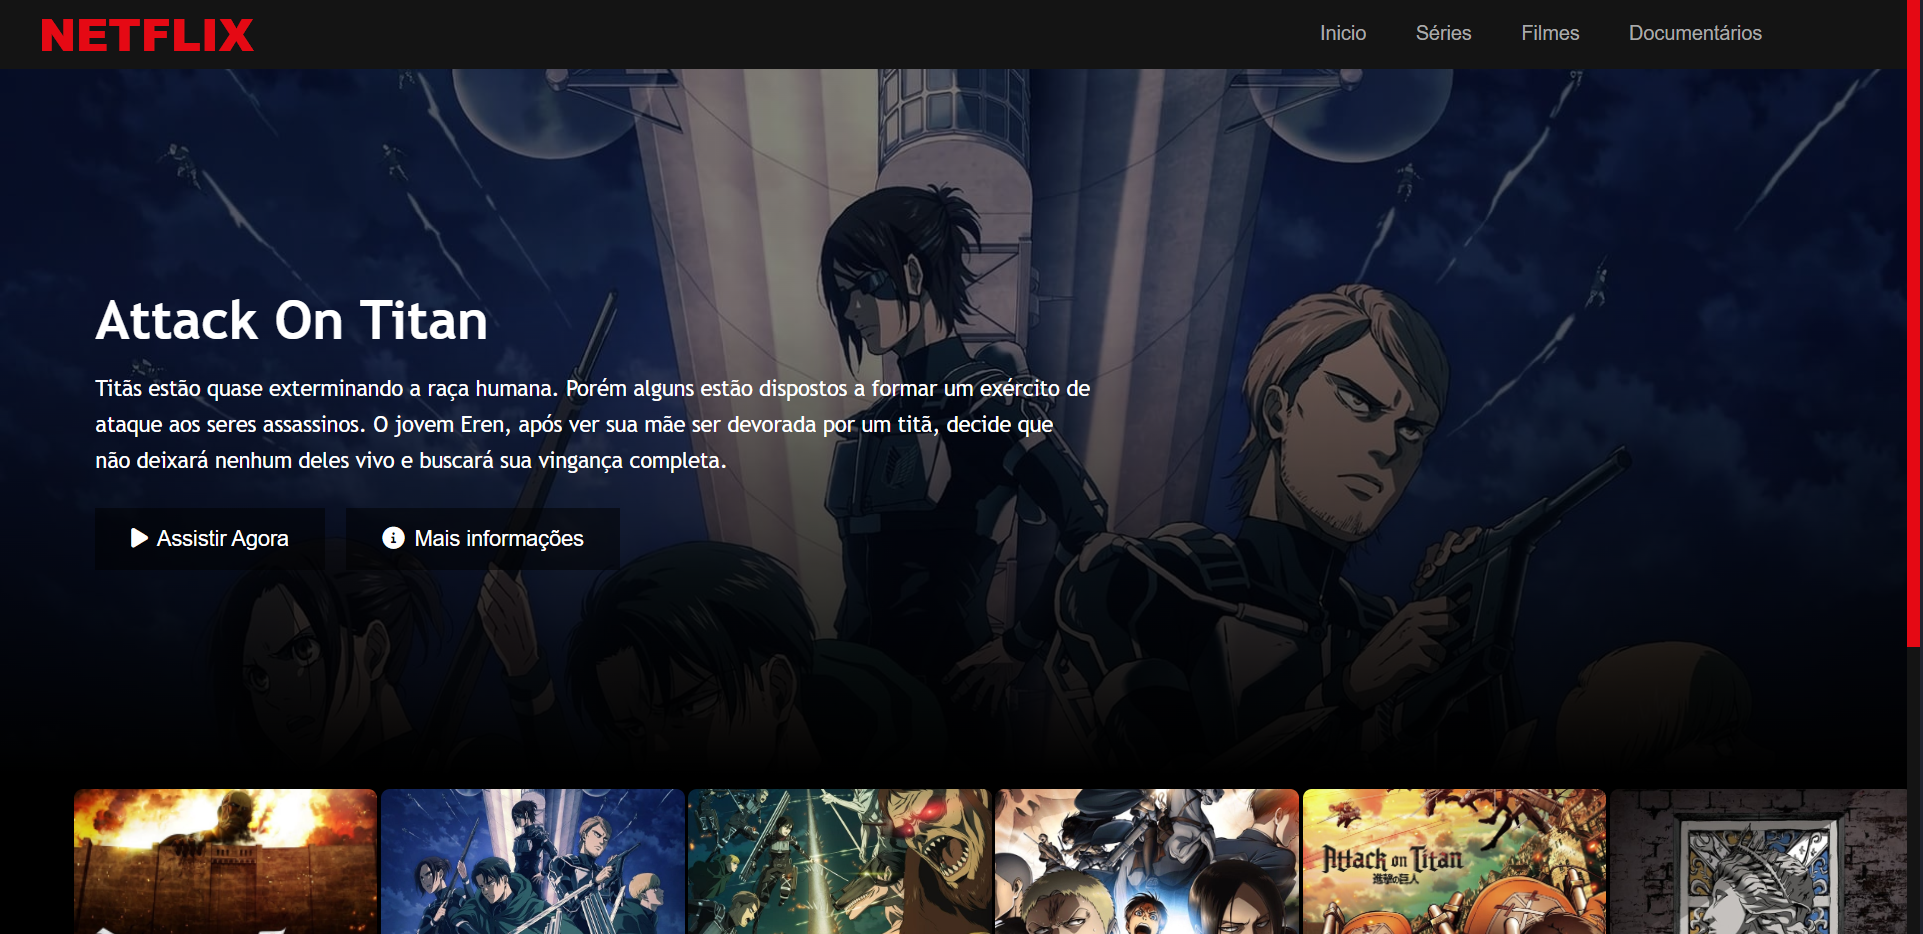 NETFLIX
Inicio Séries Filmes Documentários
Attack On Titan
Titãs estão quase exterminando a raça humana. Porém alguns estão dispostos a formar um exército de
ataque aos seres assassinos. O jovem Eren, após ver sua mãe ser devorada por um titã, decide que
não deixará nenhum deles vivo e buscará sua vingança completa.
Assistir Agora Mais informações
Attack on Titan
進撃の巨人